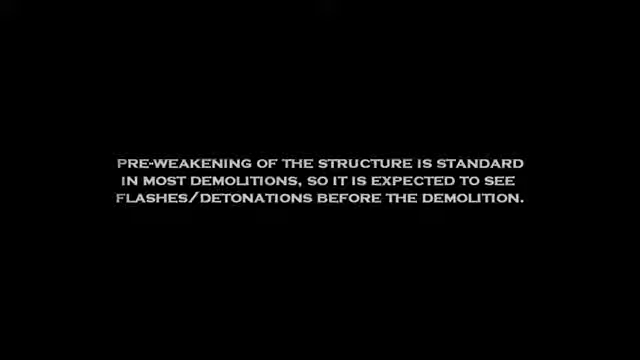 PRE-WEAKENING OF THE STRUCTURE IS STANDARD
IN MOST DEMOLITIONS, SO IT IS EXPECTED TO SEE
FLASHES/DETONATIONS BEFORE THE DEMOLITION.